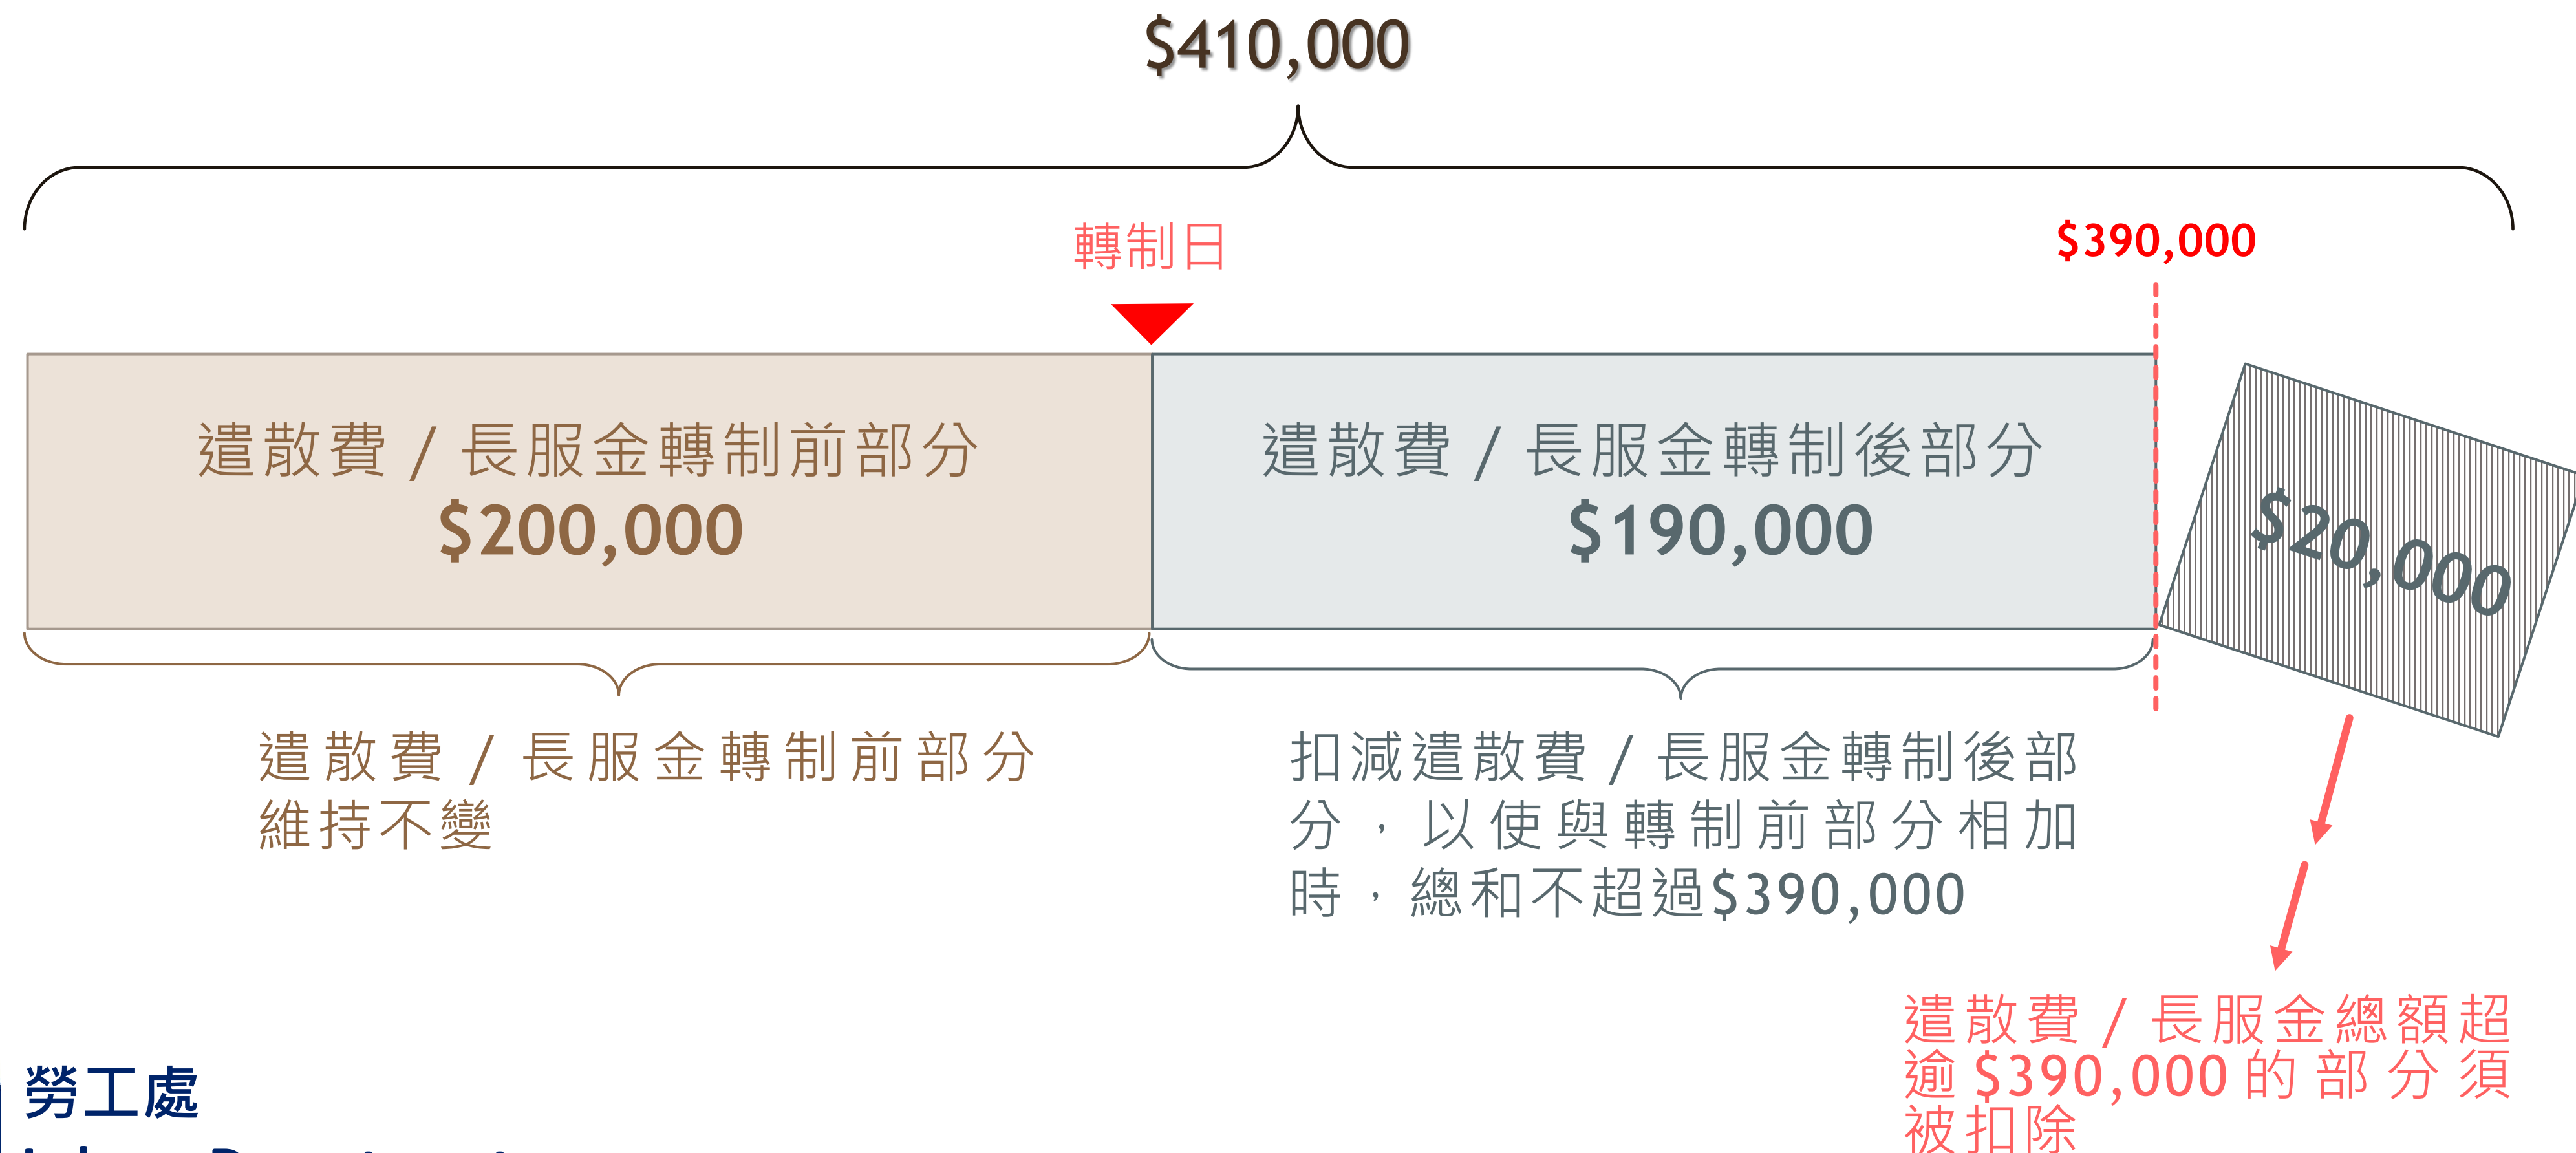 $410,000
轉制日
$390,000
遣散費 / 長服金轉制前部分
$200,000
遣散費 / 長服金轉制後部分
$190,000
$20,000
遣散費 / 長服金轉制前部分
維持不變
扣減遣散費 / 長服金轉制後部
分，以使與轉制前部分相加
時，總和不超過$390,000
遣散費 / 長服金總額超
逾$390,000的部分須
被扣除
勞工處